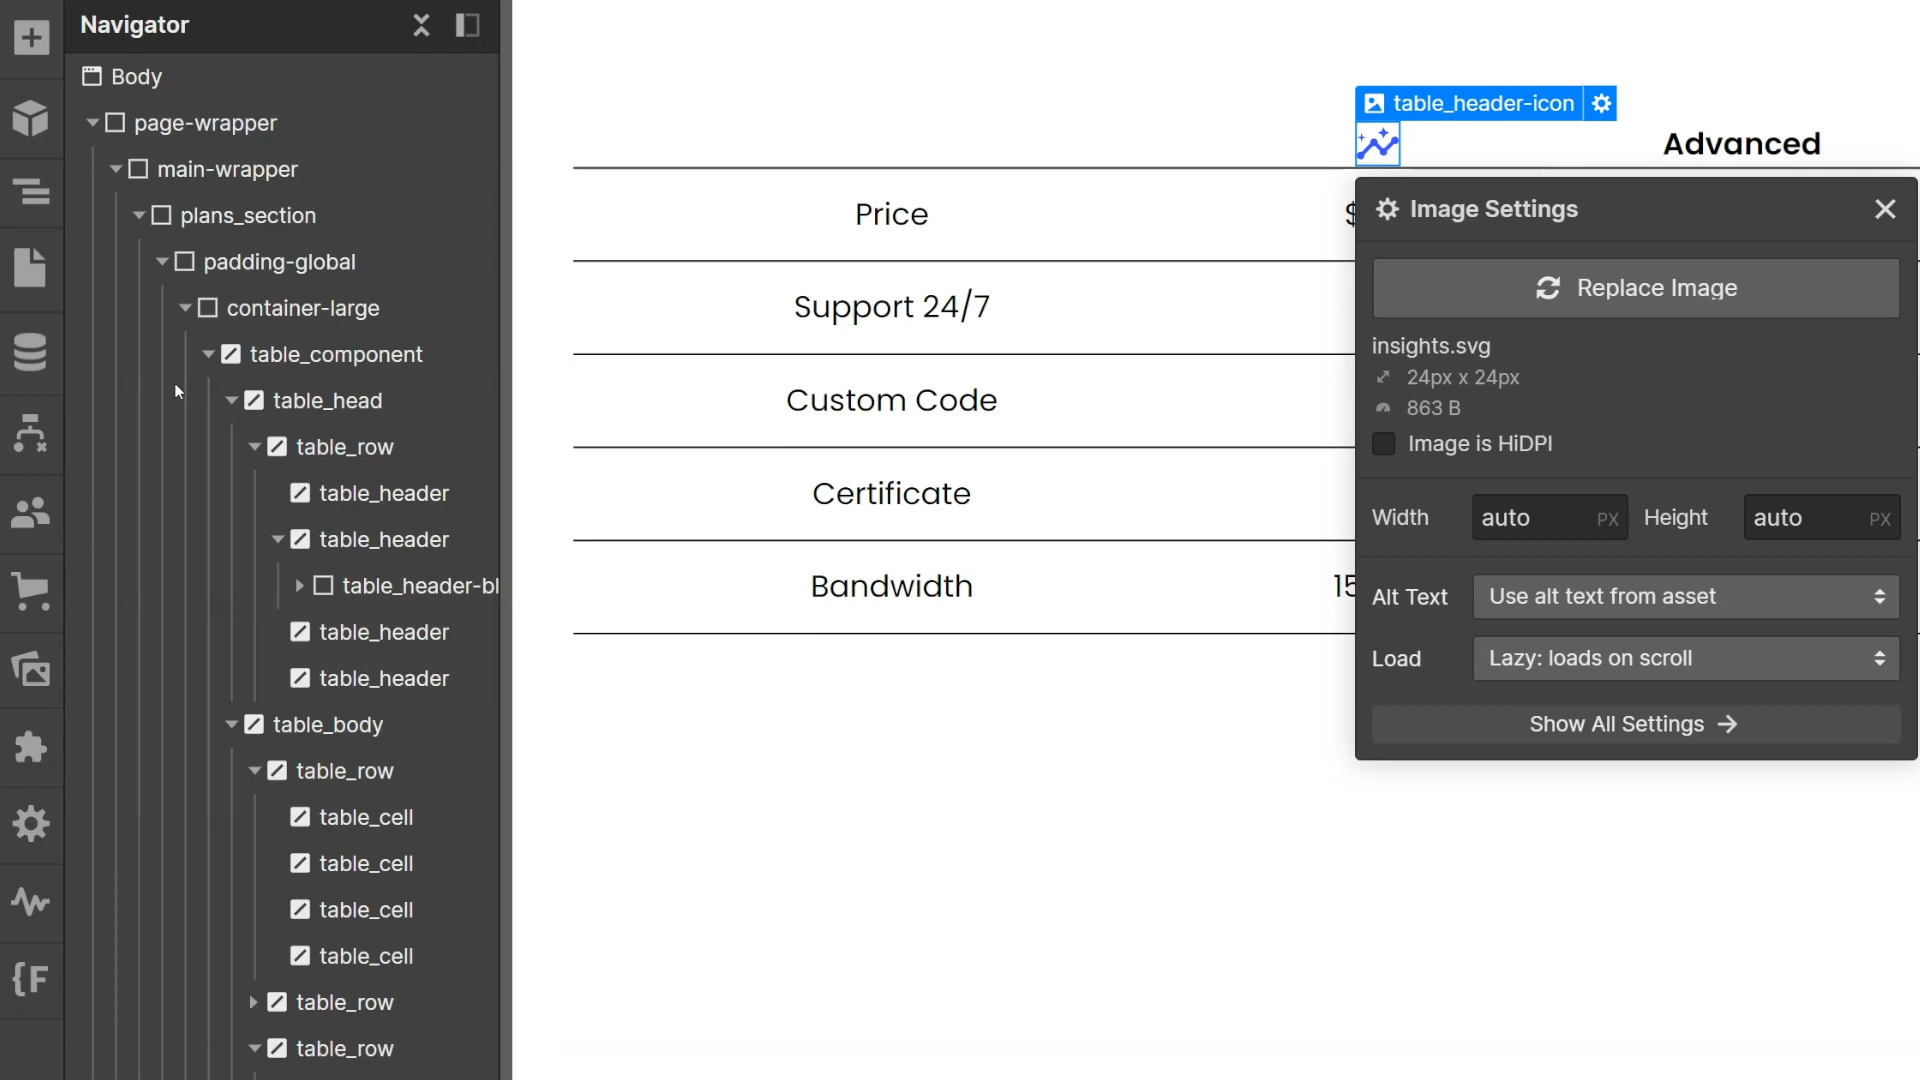 Navigator
Body
page-wrapper
main-wrapper
plans_section
padding-global
container-large
table_component
table_head
table_row
table_header
table_header
table_header-bl
table_header
table_header
table_body
table_row
table_cell
table_cell
table_cell
table_cell
table_row
table_row
{F
table_header-icon
Advanced
Price
$
Support 24/7
Custom Code
Certificate
Bandwidth
15
Image Settings
Replace Image
insights.svg
24px x 24px
863 B
Image is HiDPI
Width auto PX Height auto PX
Alt Text Use alt text from asset
Load Lazy: loads on scroll
Show All Settings